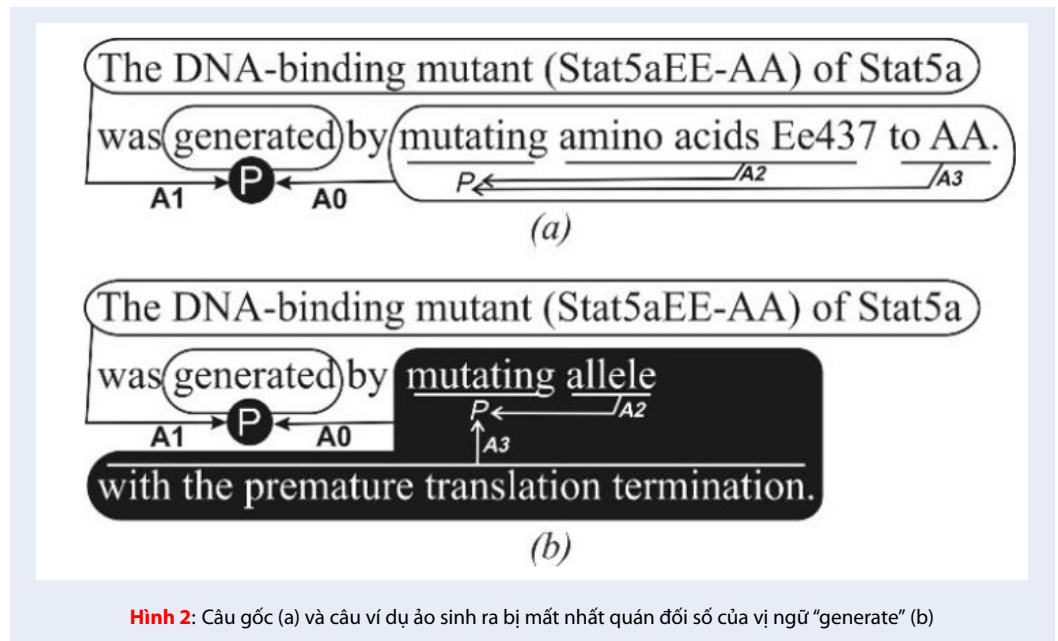 The DNA-binding mutant (Stat5aEE-AA) of Stat5a
was generated by mutating amino acids Ee437 to AA.
P A2 A3
A1 P A0
(a)
The DNA-binding mutant (Stat5aEE-AA) of Stat5a
was generated by mutating allele
P A2
A1 P A0 A3
with the premature translation termination.
(b)
Hình 2: Câu gốc (a) và câu ví dụ ảo sinh ra bị mất nhất quán đối số của vị ngữ “generate” (b)